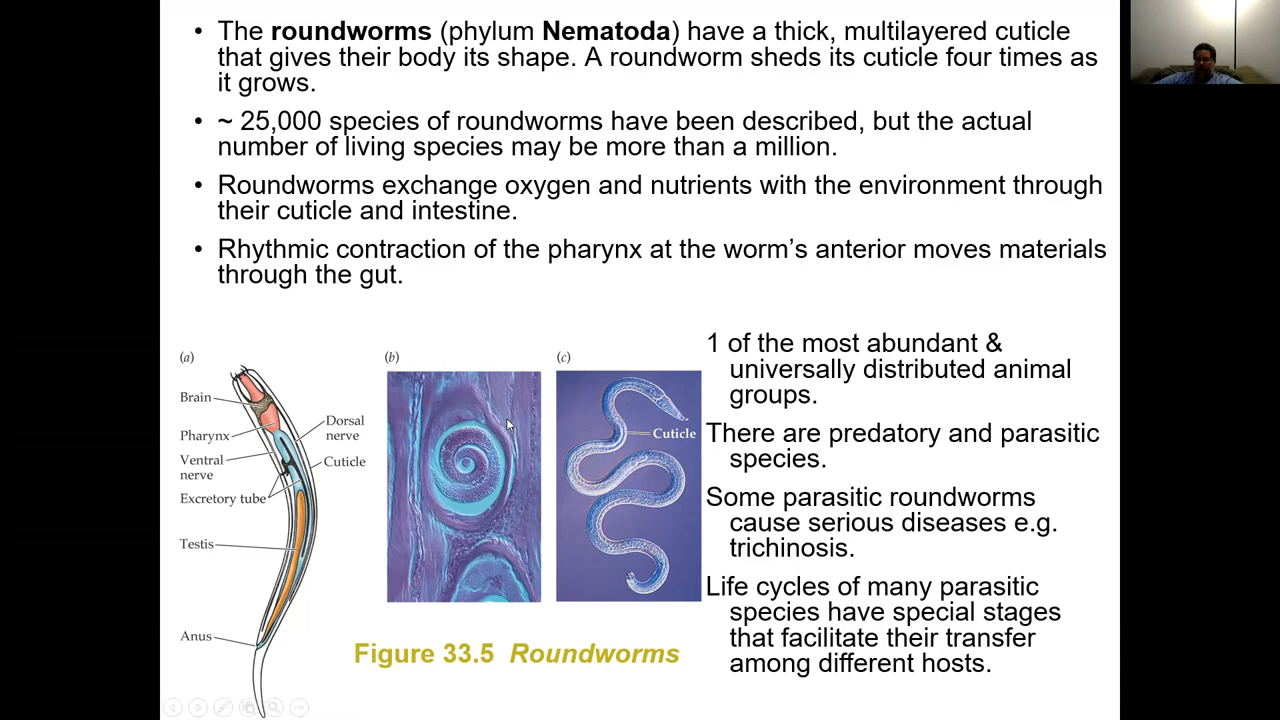 • The roundworms (phylum Nematoda) have a thick, multilayered cuticle
that gives their body its shape. A roundworm sheds its cuticle four times as
it grows.
• ~ 25,000 species of roundworms have been described, but the actual
number of living species may be more than a million.
• Roundworms exchange oxygen and nutrients with the environment through
their cuticle and intestine.
• Rhythmic contraction of the pharynx at the worm’s anterior moves materials
through the gut.
(a)
Brain
Pharynx
Ventral
nerve
Excretory tube
Testis
Anus
Dorsal
nerve
Cuticle
(b)
(c)
Cuticle
Figure 33.5 Roundworms
1 of the most abundant &
universally distributed animal
groups.
There are predatory and parasitic
species.
Some parasitic roundworms
cause serious diseases e.g.
trichinosis.
Life cycles of many parasitic
species have special stages
that facilitate their transfer
among different hosts.